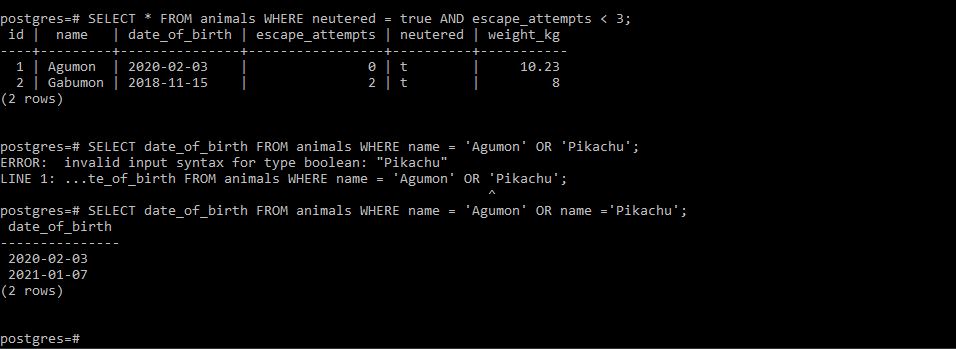 postgres=# SELECT * FROM animals WHERE neutered = true AND escape_attempts < 3;
 id |  name   | date_of_birth | escape_attempts | neutered | weight_kg
----+---------+---------------+-----------------+----------+-----------
  1 | Agumon  | 2020-02-03    |               0 | t        |     10.23
  2 | Gabumon | 2018-11-15    |               2 | t        |         8
(2 rows)
postgres=# SELECT date_of_birth FROM animals WHERE name = 'Agumon' OR 'Pikachu';
ERROR:  invalid input syntax for type boolean: "Pikachu"
LINE 1: ...te_of_birth FROM animals WHERE name = 'Agumon' OR 'Pikachu';
                                                             ^
postgres=# SELECT date_of_birth FROM animals WHERE name = 'Agumon' OR name ='Pikachu';
 date_of_birth
---------------
 2020-02-03
 2021-01-07
(2 rows)
postgres=#